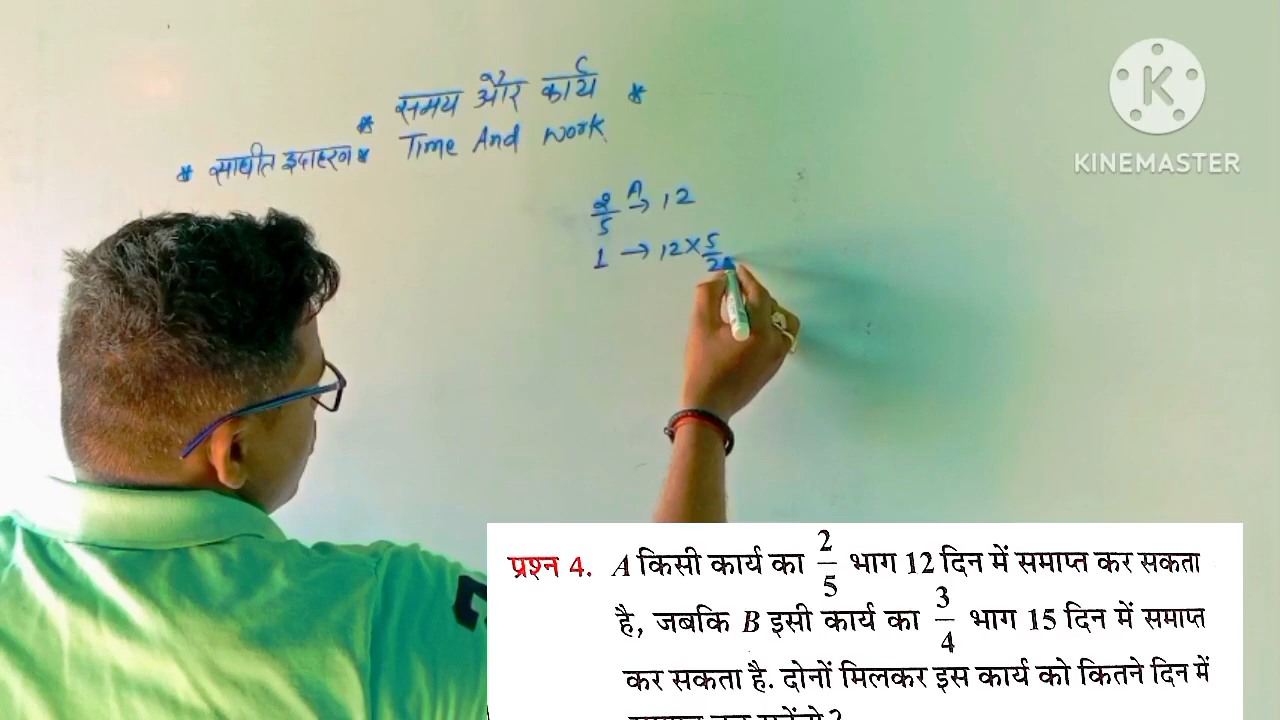 * समय और कार्य *
* साधीत उदाहरन * Time And Work
2/5 A→ 12
1 → 12 × 5/2
KINEMASTER
प्रश्न 4. A किसी कार्य का 2/5 भाग 12 दिन में समाप्त कर सकता
है, जबकि B इसी कार्य का 3/4 भाग 15 दिन में समाप्त
कर सकता है. दोनों मिलकर इस कार्य को कितने दिन में